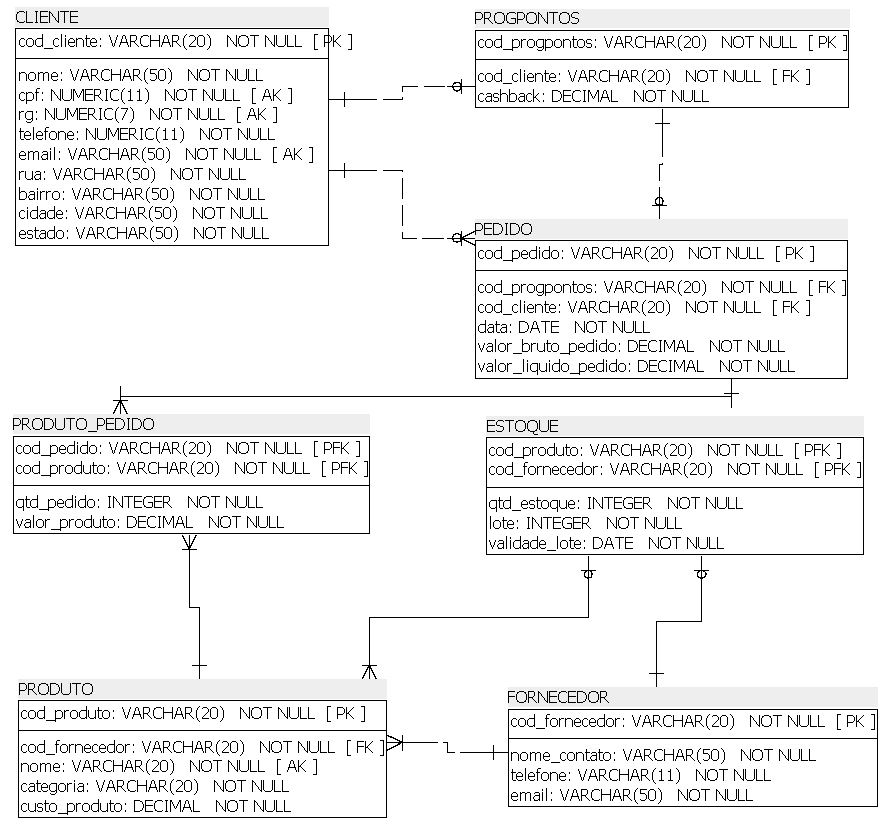 CLIENTE
cod_cliente: VARCHAR(20) NOT NULL [ PK ]
nome: VARCHAR(50) NOT NULL
cpf: NUMERIC(11) NOT NULL [ AK ]
rg: NUMERIC(7) NOT NULL [ AK ]
telefone: NUMERIC(11) NOT NULL
email: VARCHAR(50) NOT NULL [ AK ]
rua: VARCHAR(50) NOT NULL
bairro: VARCHAR(50) NOT NULL
cidade: VARCHAR(50) NOT NULL
estado: VARCHAR(50) NOT NULL
PROGPONTOS
cod_progpontos: VARCHAR(20) NOT NULL [ PK ]
cod_cliente: VARCHAR(20) NOT NULL [ FK ]
cashback: DECIMAL NOT NULL
PEDIDO
cod_pedido: VARCHAR(20) NOT NULL [ PK ]
cod_progpontos: VARCHAR(20) NOT NULL [ FK ]
cod_cliente: VARCHAR(20) NOT NULL [ FK ]
data: DATE NOT NULL
valor_bruto_pedido: DECIMAL NOT NULL
valor_liquido_pedido: DECIMAL NOT NULL
PRODUTO_PEDIDO
cod_pedido: VARCHAR(20) NOT NULL [ PFK ]
cod_produto: VARCHAR(20) NOT NULL [ PFK ]
qtd_pedido: INTEGER NOT NULL
valor_produto: DECIMAL NOT NULL
ESTOQUE
cod_produto: VARCHAR(20) NOT NULL [ PFK ]
cod_fornecedor: VARCHAR(20) NOT NULL [ PFK ]
qtd_estoque: INTEGER NOT NULL
lote: INTEGER NOT NULL
validade_lote: DATE NOT NULL
PRODUTO
cod_produto: VARCHAR(20) NOT NULL [ PK ]
cod_fornecedor: VARCHAR(20) NOT NULL [ FK ]
nome: VARCHAR(20) NOT NULL [ AK ]
categoria: VARCHAR(20) NOT NULL
custo_produto: DECIMAL NOT NULL
FORNECEDOR
cod_fornecedor: VARCHAR(20) NOT NULL [ PK ]
nome_contato: VARCHAR(50) NOT NULL
telefone: VARCHAR(11) NOT NULL
email: VARCHAR(50) NOT NULL